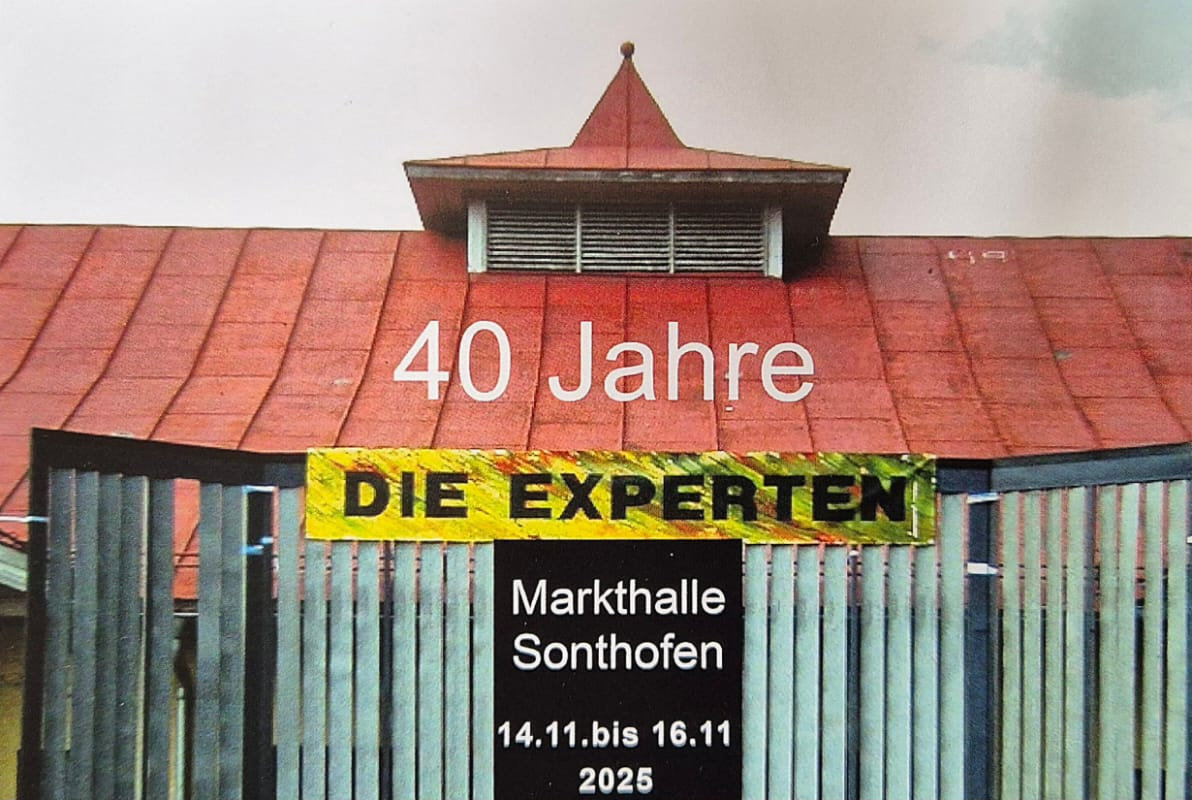 40 Jahre
DIE EXPERTEN
Markthalle
Sonthofen
14.11.bis 16.11
2025